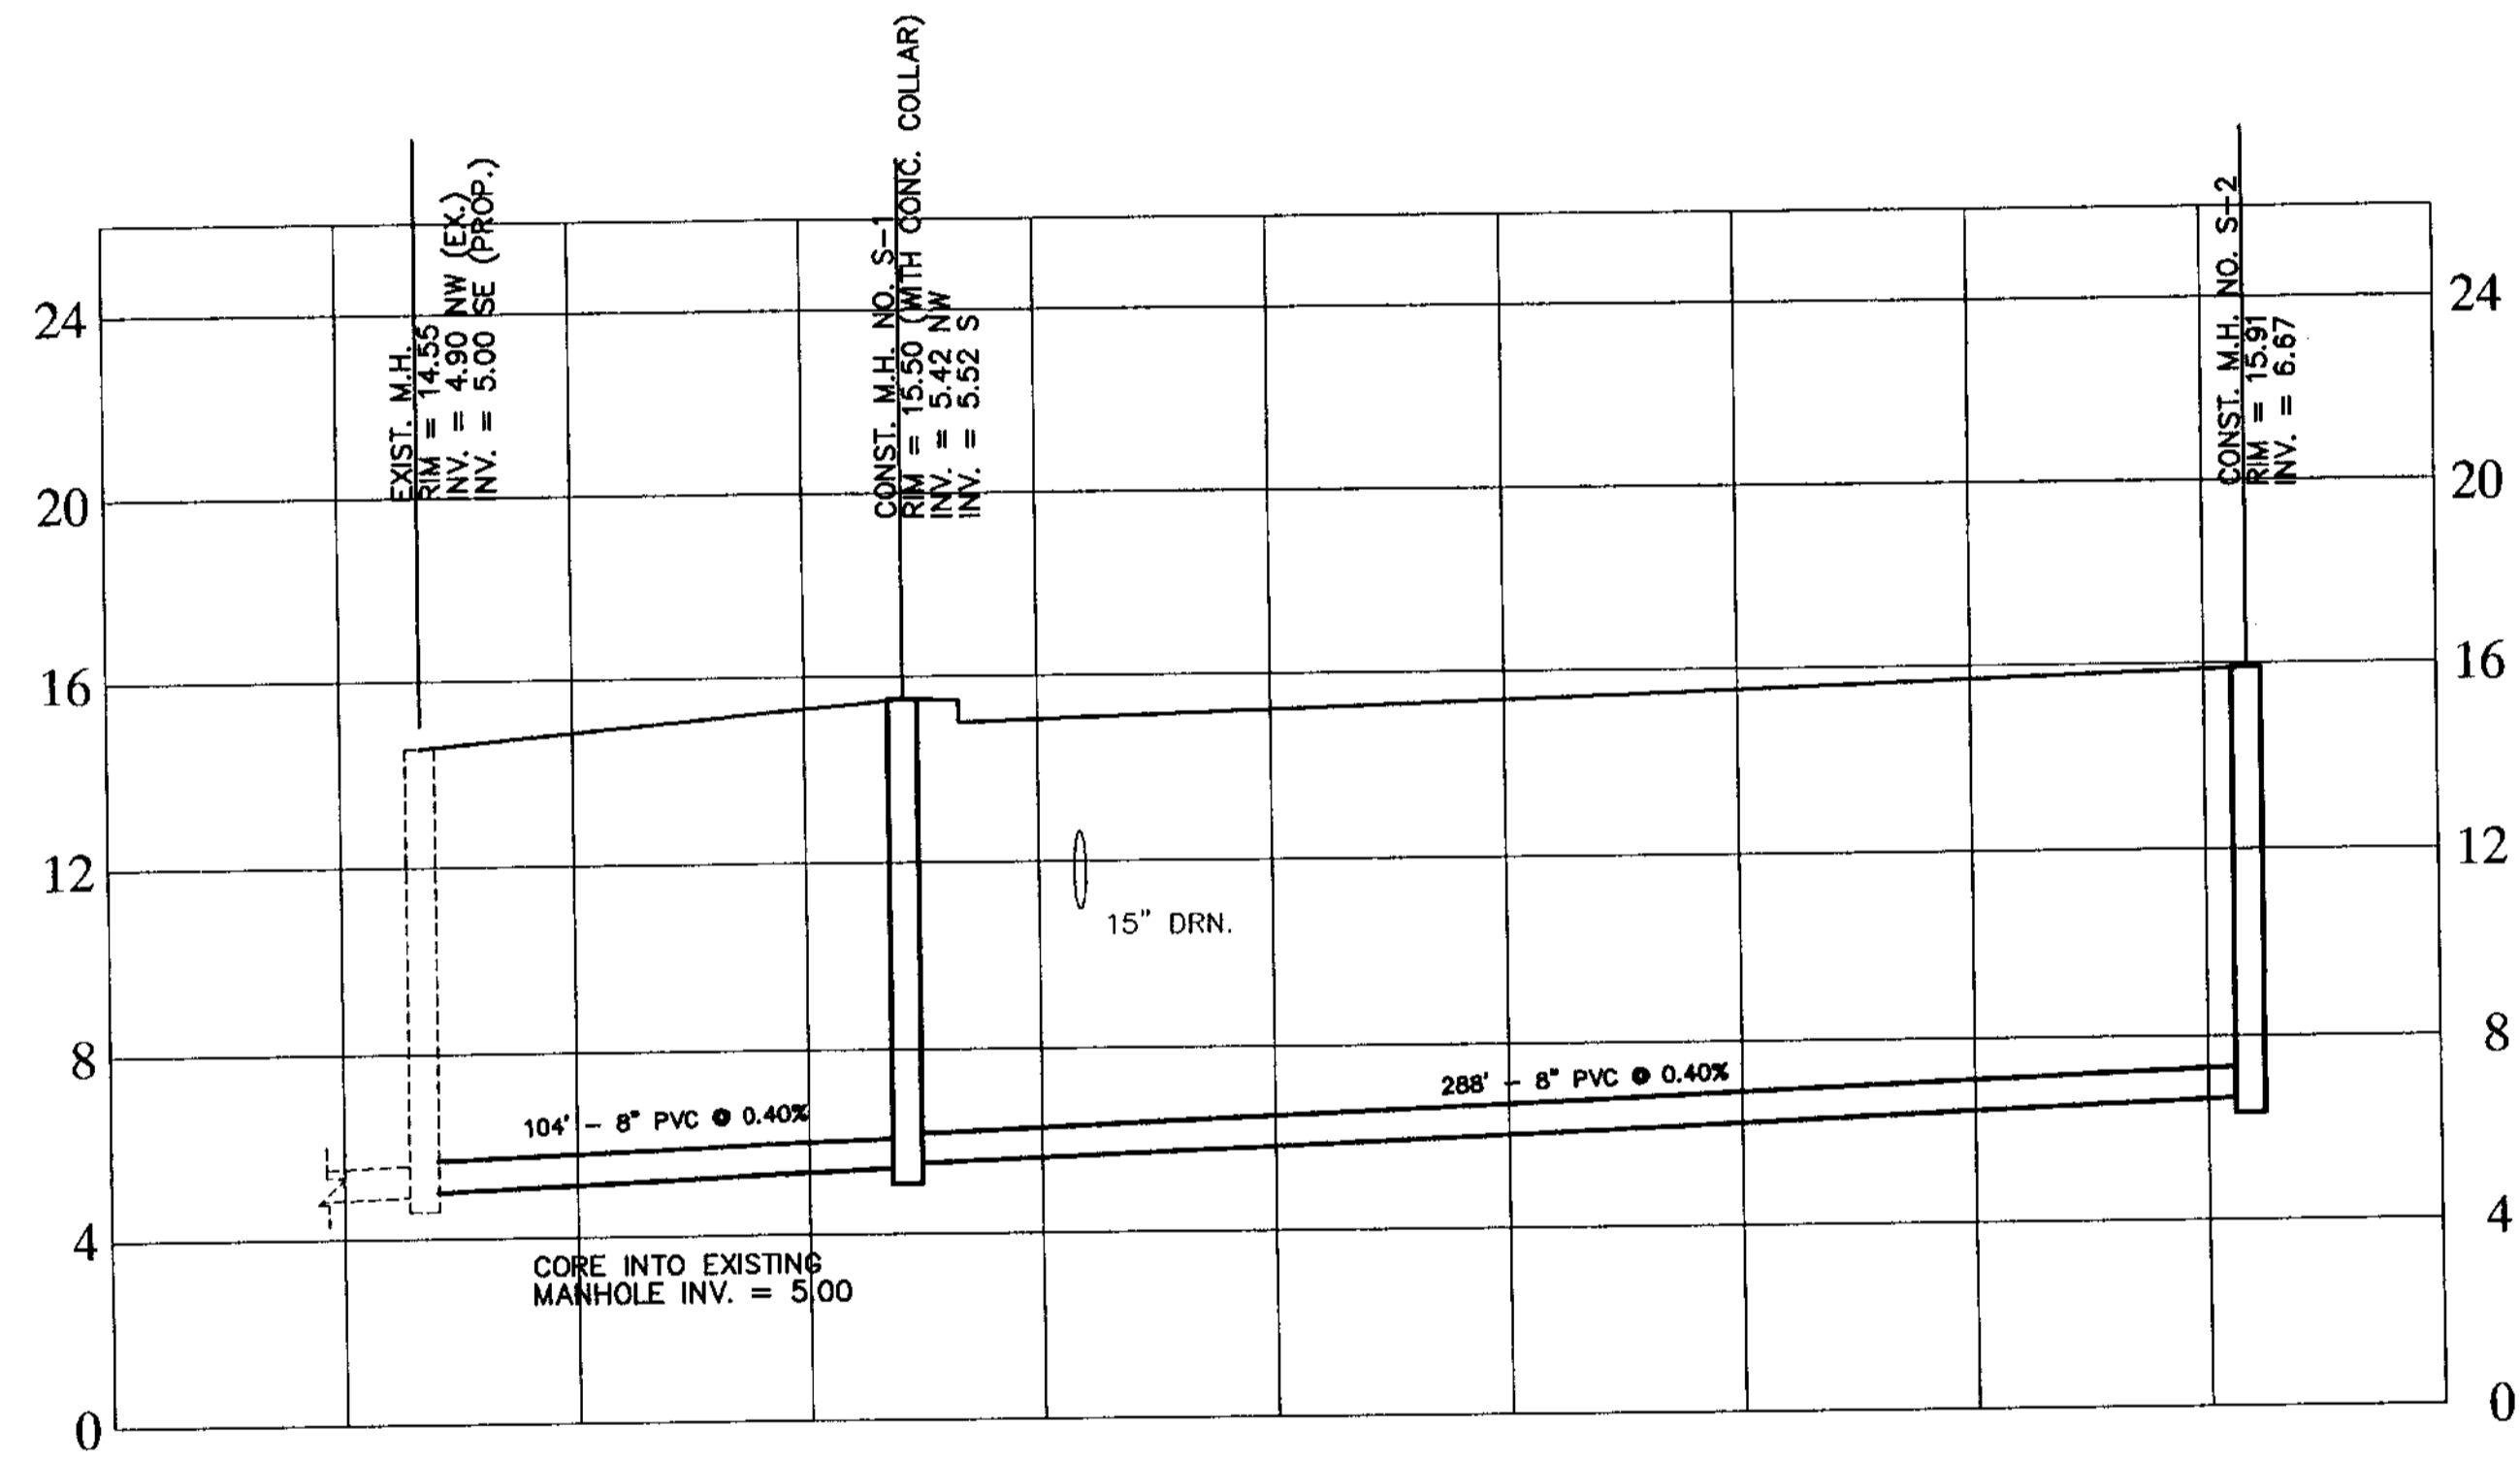 EXIST. M.H.
RIM = 14.55
INV. = 4.90 NW (EX.)
INV. = 5.00 SE (PROP.)
CONST. M.H. NO. S-1
RIM = 15.50 (WITH CONC. COLLAR)
INV. = 5.42 NW
INV. = 5.52 S
CONST. M.H. NO. S-2
RIM = 15.91
INV. = 6.67
24 24
20 20
16 16
12 12
15" DRN.
8 8
288' - 8" PVC @ 0.40%
104' - 8" PVC @ 0.40%
4 4
CORE INTO EXISTING
MANHOLE INV. = 5.00
0 0